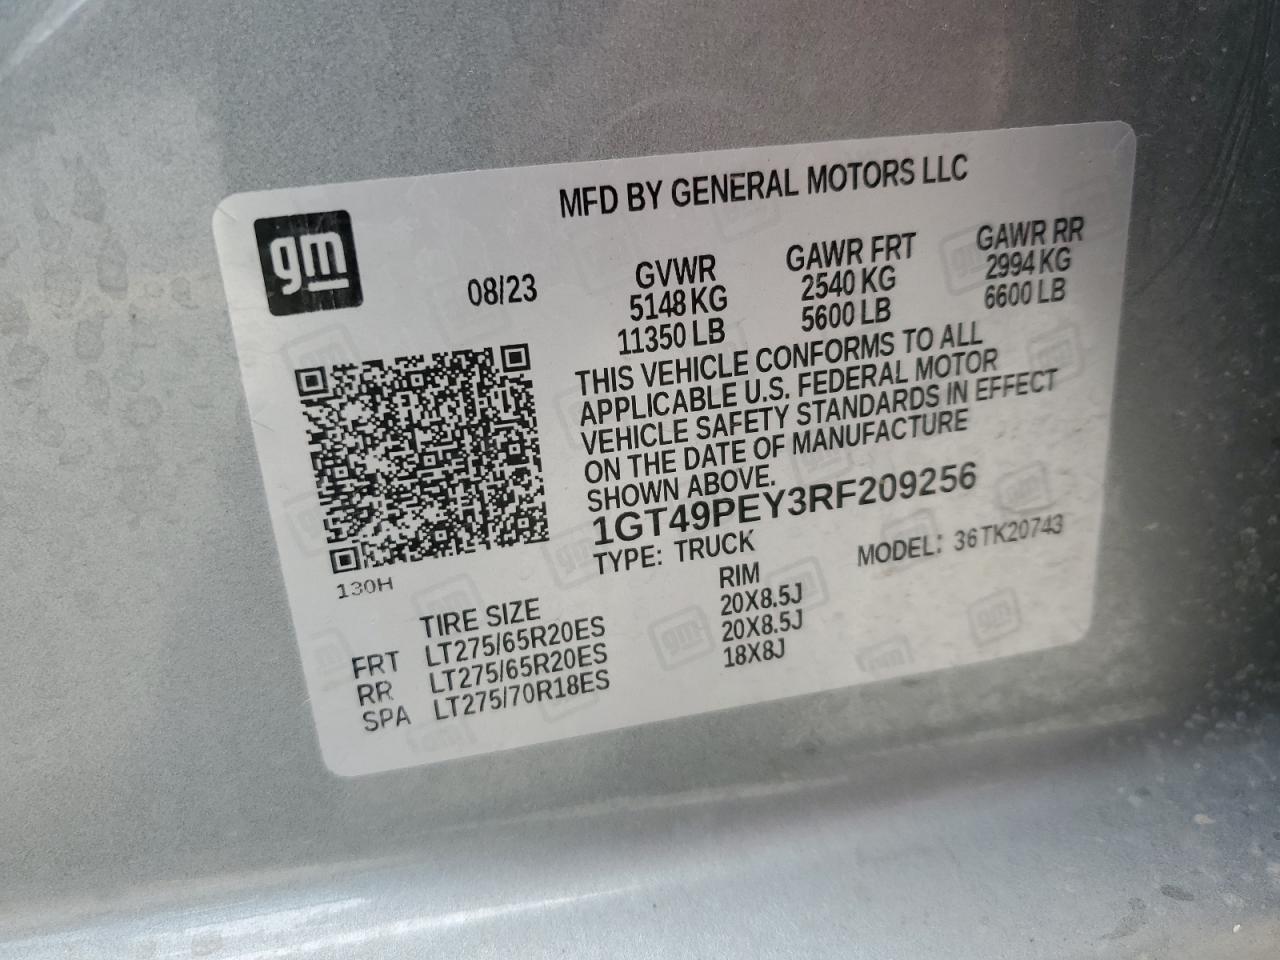 MFD BY GENERAL MOTORS LLC
gm
08/23
GVWR GAWR FRT GAWR RR
5148 KG 2540 KG 2994 KG
11350 LB 5600 LB 6600 LB
THIS VEHICLE CONFORMS TO ALL
APPLICABLE U.S. FEDERAL MOTOR
VEHICLE SAFETY STANDARDS IN EFFECT
ON THE DATE OF MANUFACTURE
SHOWN ABOVE.
1GT49PEY3RF209256
TYPE: TRUCK MODEL: 36TK20743
130H
TIRE SIZE RIM
FRT LT275/65R20ES 20X8.5J
RR LT275/65R20ES 20X8.5J
SPA LT275/70R18ES 18X8J